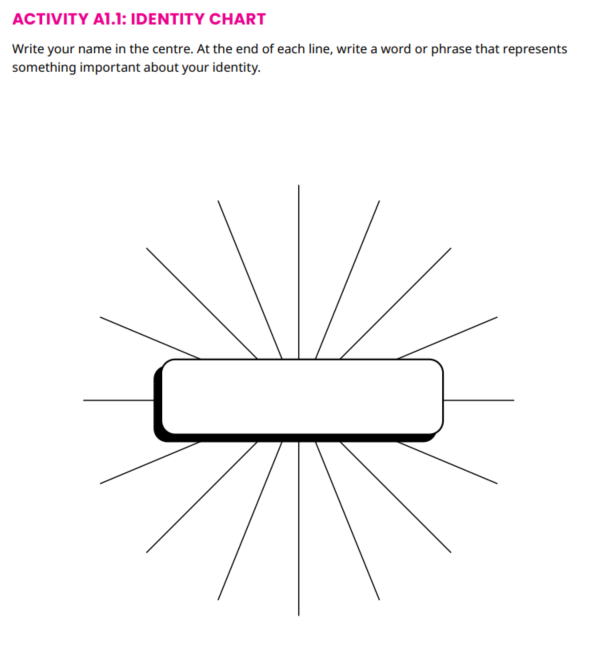 ACTIVITY A1.1: IDENTITY CHART
Write your name in the centre. At the end of each line, write a word or phrase that represents
something important about your identity.